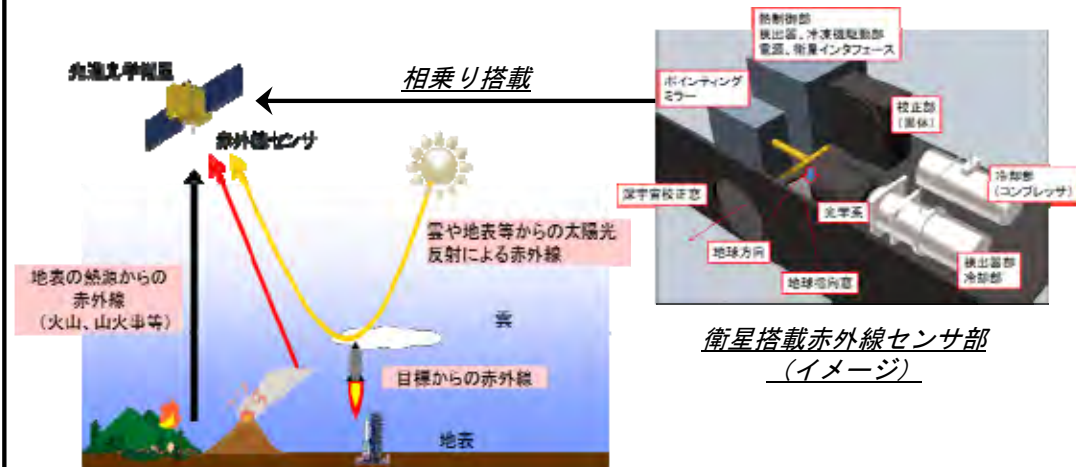 先進光学衛星
赤外線センサ
相乗り搭載
雲や地表等からの太陽光
反射による赤外線
地表の熱源からの
赤外線
(火山、山火事等)
雲
目標からの赤外線
地表
熱制御部
検出器、冷凍機駆動部
電源、衛星インタフェース
ポインティング
ミラー
校正部
(黒体)
冷却部
(コンプレッサ)
深宇宙校正窓
光学系
地球方向
地球指向窓
検出器部
冷却部
衛星搭載赤外線センサ部
(イメージ)